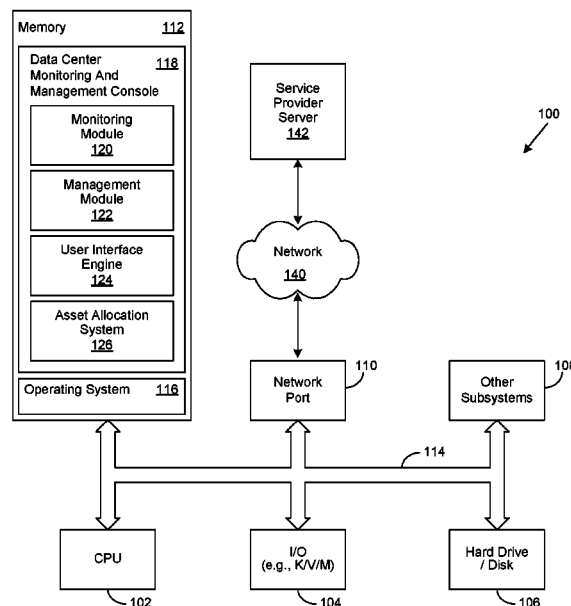 Memory 112
Data Center 118
Monitoring And
Management Console
Monitoring
Module
120
Management
Module
122
User Interface
Engine
124
Asset Allocation
System
126
Operating System 116
Service
Provider
Server
142
100
Network
140
Network
Port
110
Other
Subsystems
108
114
CPU
102
I/O
(e.g., K/V/M)
104
Hard Drive
/ Disk
106